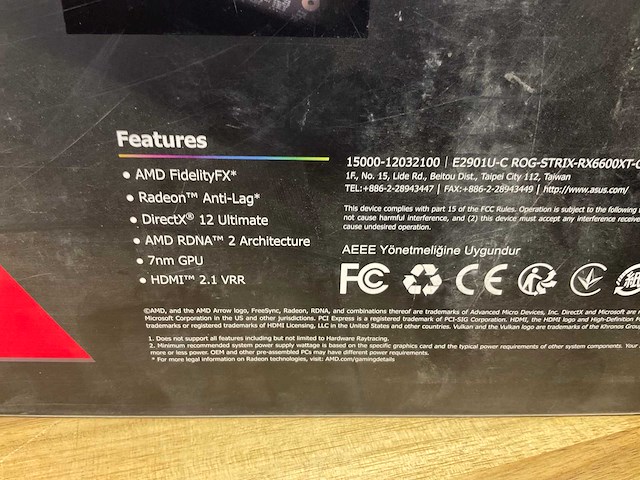 Features
• AMD FidelityFX*
• Radeon™ Anti-Lag*
• DirectX® 12 Ultimate
• AMD RDNA™ 2 Architecture
• 7nm GPU
• HDMI™ 2.1 VRR
15000-12032100 | E2901U-C ROG-STRIX-RX6600XT-
1F., No. 15, Lide Rd., Beitou Dist., Taipei City 112, Taiwan
TEL:+886-2-28943447 | FAX:+886-2-28943449 | http://www.asus.com/
This device complies with part 15 of the FCC Rules. Operation is subject to the following
not cause harmful interference, and (2) this device must accept any interference receive
cause undesired operation.
AEEE Yönetmeliğine Uygundur
FC CE
紙
©AMD, and the AMD Arrow logo, FreeSync, Radeon, RDNA, and combinations thereof are trademarks of Advanced Micro Devices, Inc. DirectX and Microsoft are r
Microsoft Corporation in the US and other jurisdictions. PCI Express is a registered trademark of PCI-SIG Corporation. HDMI, the HDMI logo and High-Definition
trademarks or registered trademarks of HDMI Licensing, LLC in the United States and other countries. Vulkan and the Vulkan logo are trademarks of the Khronos Group
1. Does not support all features including but not limited to Hardware Raytracing.
2. Minimum recommended system power supply wattage is based on the specific graphics card and the typical power requirements of other system components. Your
more or less power. OEM and other pre-assembled PCs may have different power requirements.
* For more legal information on Radeon technologies, visit: AMD.com/gamingdetails